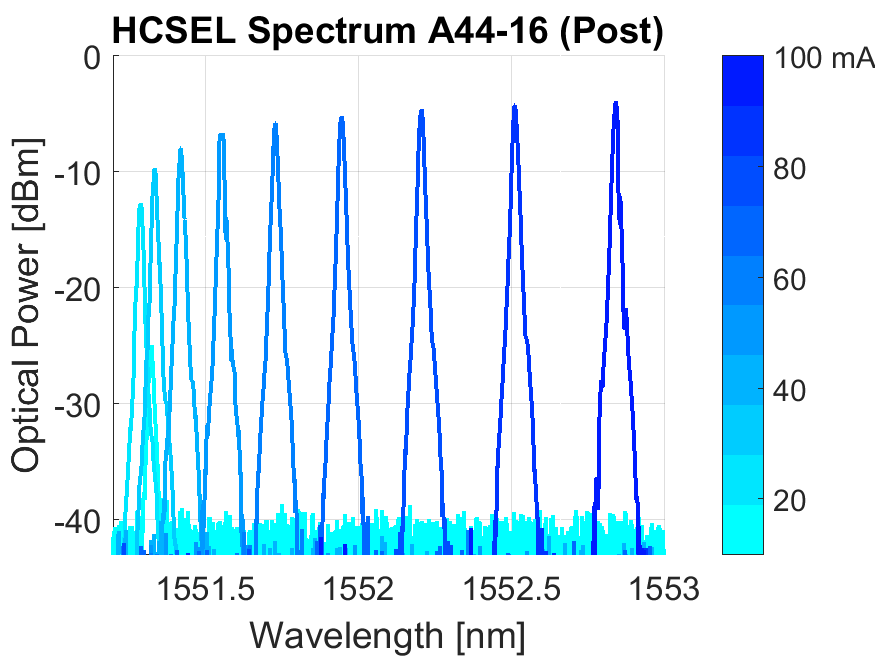 HCSEL Spectrum A44-16 (Post)
Optical Power [dBm]
0
-10
-20
-30
-40
1551.5 1552 1552.5 1553
Wavelength [nm]
100 mA
80
60
40
20